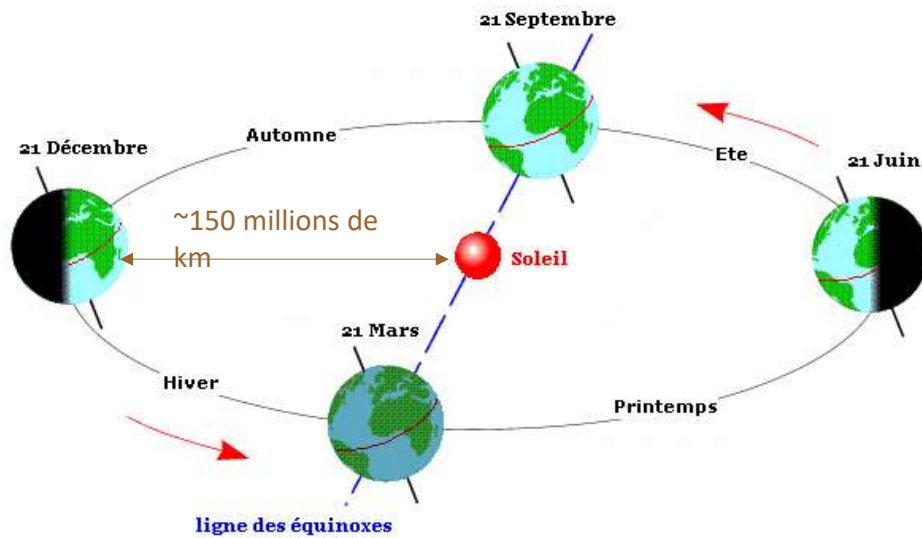 21 Septembre
Automne
21 Décembre
Ete
21 Juin
~150 millions de
km
Soleil
21 Mars
Hiver
Printemps
ligne des équinoxes